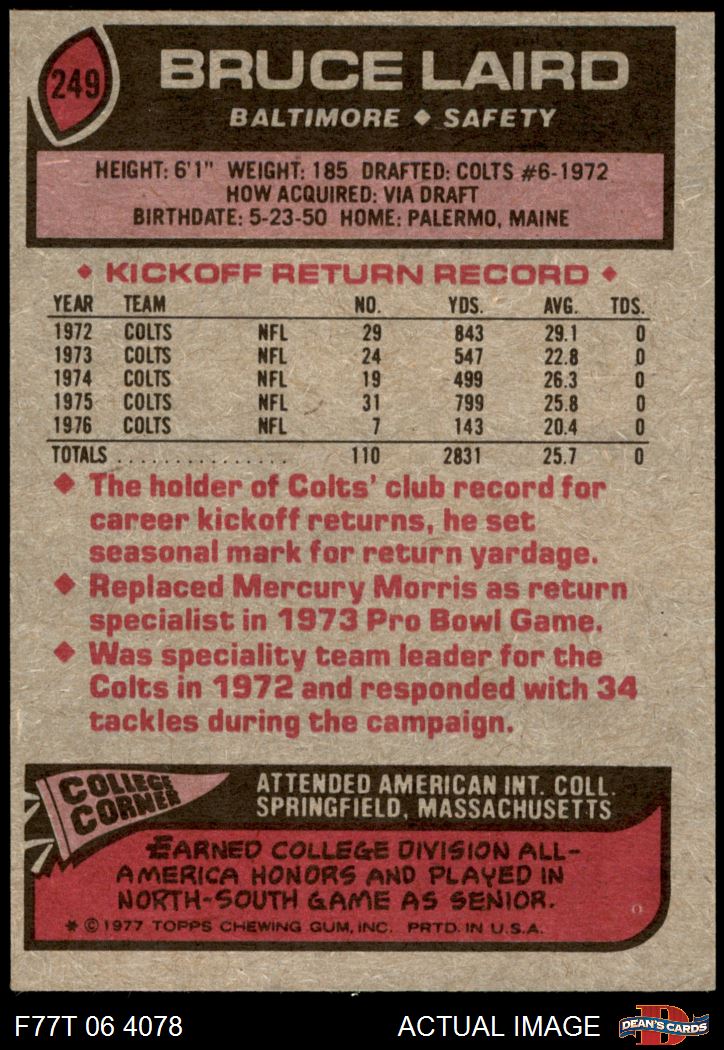 249
BRUCE LAIRD
BALTIMORE ◆ SAFETY
HEIGHT: 6'1" WEIGHT: 185 DRAFTED: COLTS #6-1972
HOW ACQUIRED: VIA DRAFT
BIRTHDATE: 5-23-50 HOME: PALERMO, MAINE
◆ KICKOFF RETURN RECORD ◆
YEAR TEAM NO. YDS. AVG. TDS.
1972 COLTS NFL 29 843 29.1 0
1973 COLTS NFL 24 547 22.8 0
1974 COLTS NFL 19 499 26.3 0
1975 COLTS NFL 31 799 25.8 0
1976 COLTS NFL 7 143 20.4 0
TOTALS ................ 110 2831 25.7 0
◆ The holder of Colts' club record for
career kickoff returns, he set
seasonal mark for return yardage.
◆ Replaced Mercury Morris as return
specialist in 1973 Pro Bowl Game.
◆ Was speciality team leader for the
Colts in 1972 and responded with 34
tackles during the campaign.
COLLEGE
CORNER
ATTENDED AMERICAN INT. COLL.
SPRINGFIELD, MASSACHUSETTS
EARNED COLLEGE DIVISION ALL-
AMERICA HONORS AND PLAYED IN
NORTH-SOUTH GAME AS SENIOR.
* © 1977 TOPPS CHEWING GUM, INC. PRTD. IN U.S.A.
F77T 06 4078
ACTUAL IMAGE
D
DEAN'S CARDS